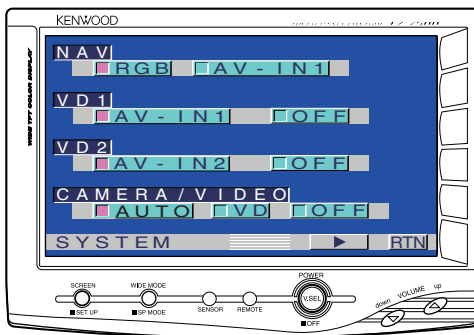 KENWOOD
NAV
RGB AV-IN1
VD1
AV-IN1 OFF
VD2
AV-IN2 OFF
CAMERA/VIDEO
AUTO VD OFF
SYSTEM RTN
WIDE TFT COLOR DISPLAY
SCREEN WIDE MODE POWER
SENSOR REMOTE V.SEL down VOLUME up
■SET UP ■SP MODE ■OFF